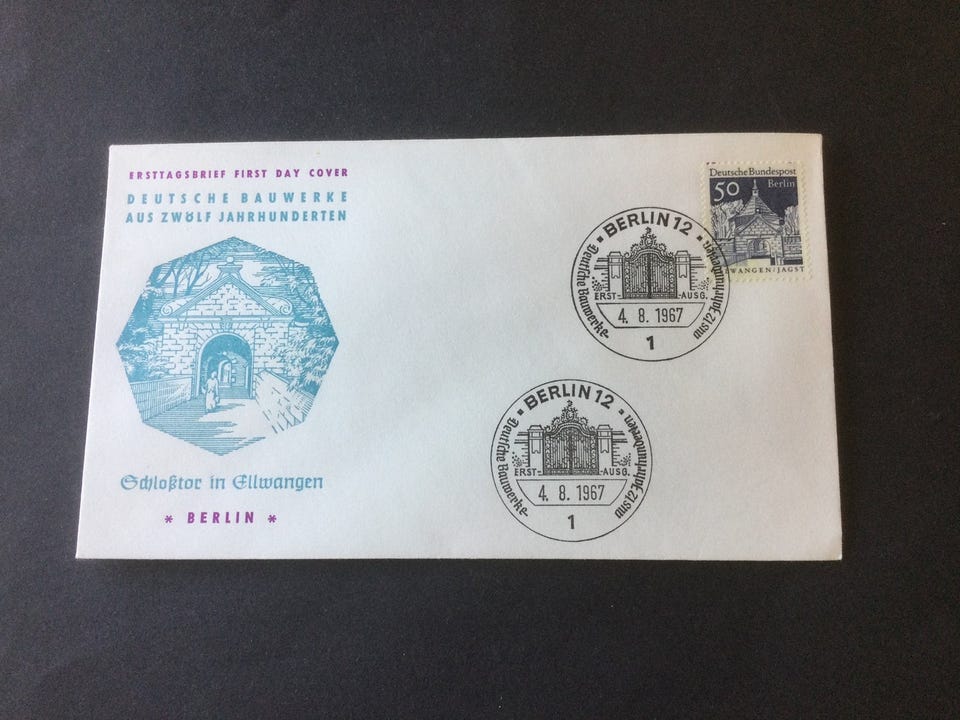 ERSTTAGSBRIEF FIRST DAY COVER
DEUTSCHE BAUWERKE
AUS ZWÖLF JAHRHUNDERTEN
Schloßtor in Ellwangen
* BERLIN *
Deutsche Bundespost
50 Berlin
WANGEN/JAGST
BERLIN 12
Deutsche Bauwerke
aus 12 Jahrhunderten
ERST- AUSG.
4. 8. 1967
1
BERLIN 12
Deutsche Bauwerke
aus 12 Jahrhunderten
ERST- AUSG.
4. 8. 1967
1